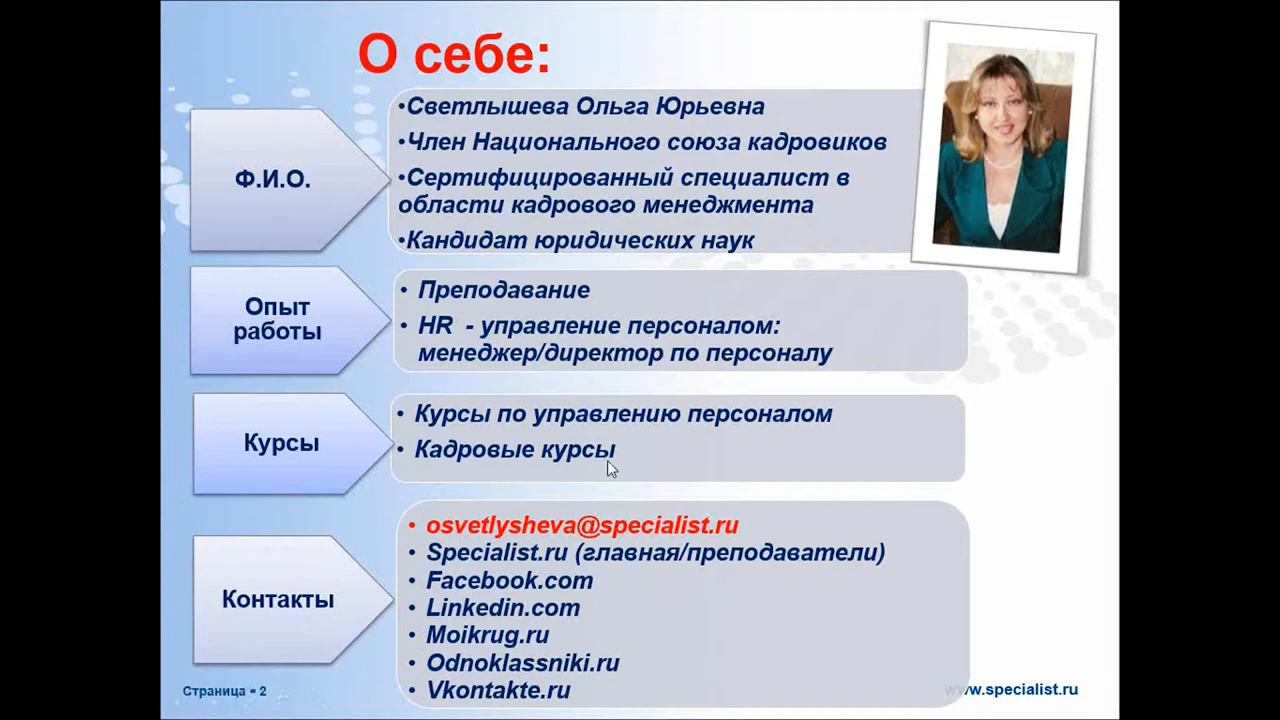 О себе:
Ф.И.О.
•Светлышева Ольга Юрьевна
•Член Национального союза кадровиков
•Сертифицированный специалист в
области кадрового менеджмента
•Кандидат юридических наук
Опыт
работы
• Преподавание
• HR - управление персоналом:
менеджер/директор по персоналу
Курсы
• Курсы по управлению персоналом
• Кадровые курсы
Контакты
• osvetlysheva@specialist.ru
• Specialist.ru (главная/преподаватели)
• Facebook.com
• Linkedin.com
• Moikrug.ru
• Odnoklassniki.ru
• Vkontakte.ru
Страница ▪ 2
www.specialist.ru